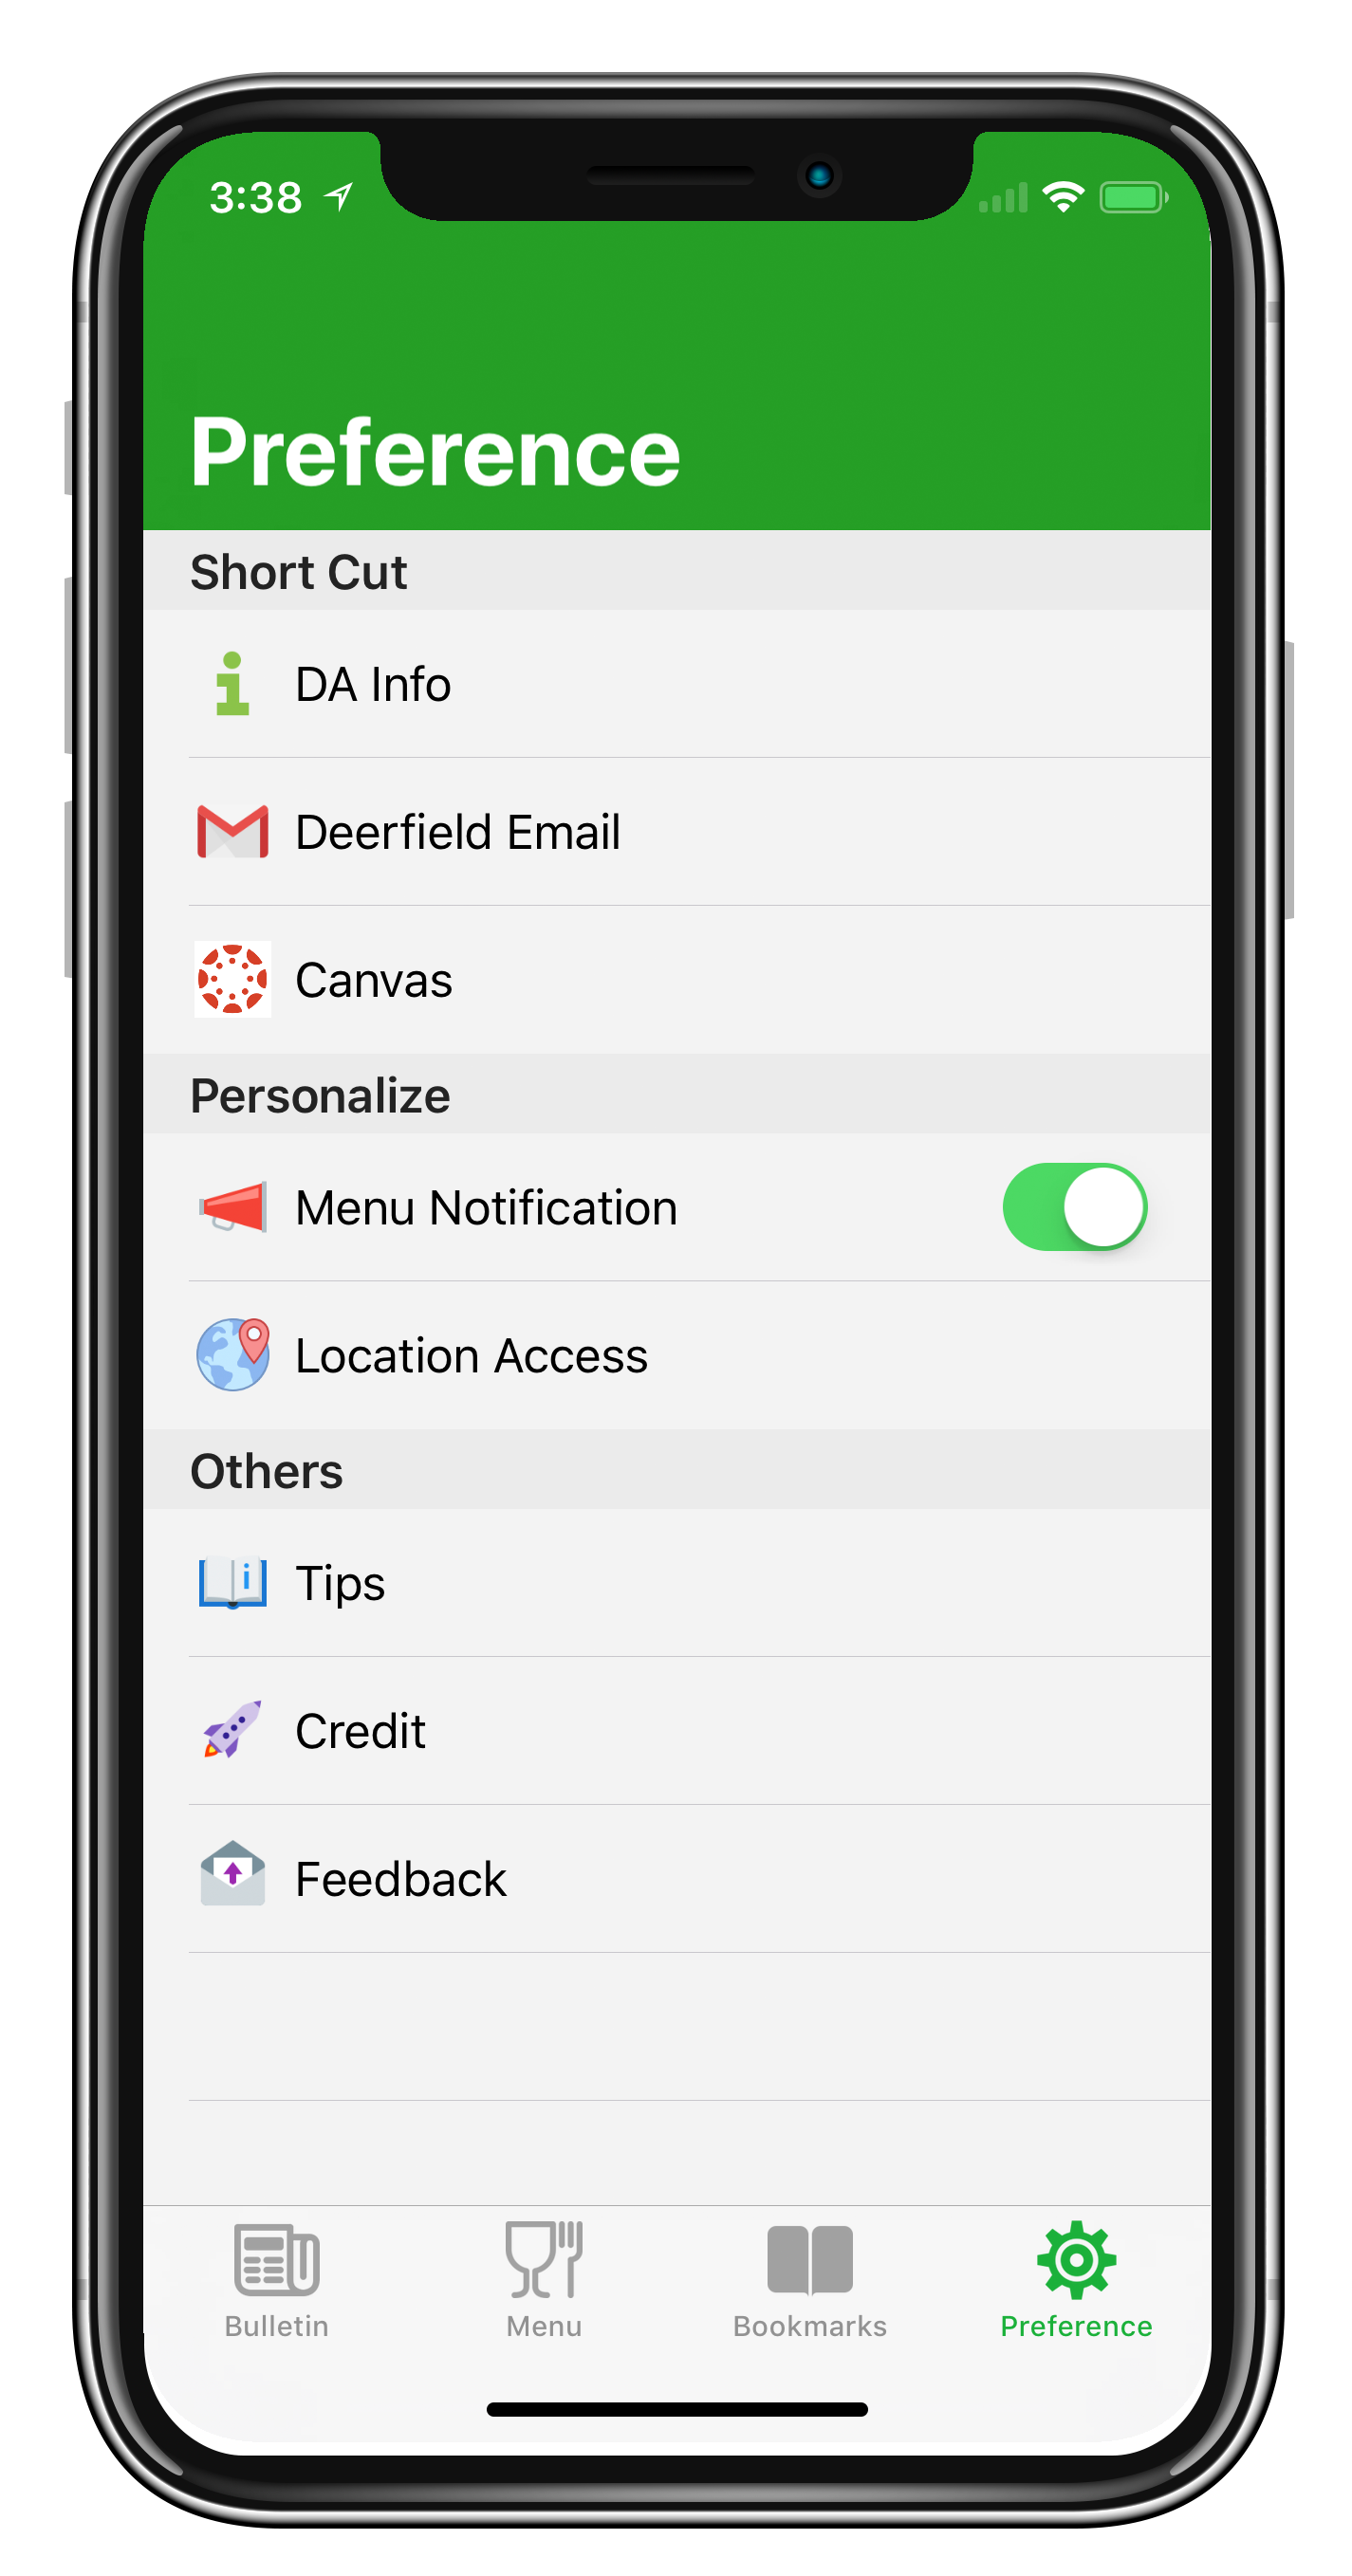 3:38
Preference
Short Cut
DA Info
Deerfield Email
Canvas
Personalize
Menu Notification
Location Access
Others
Tips
Credit
Feedback
Bulletin
Menu
Bookmarks
Preference